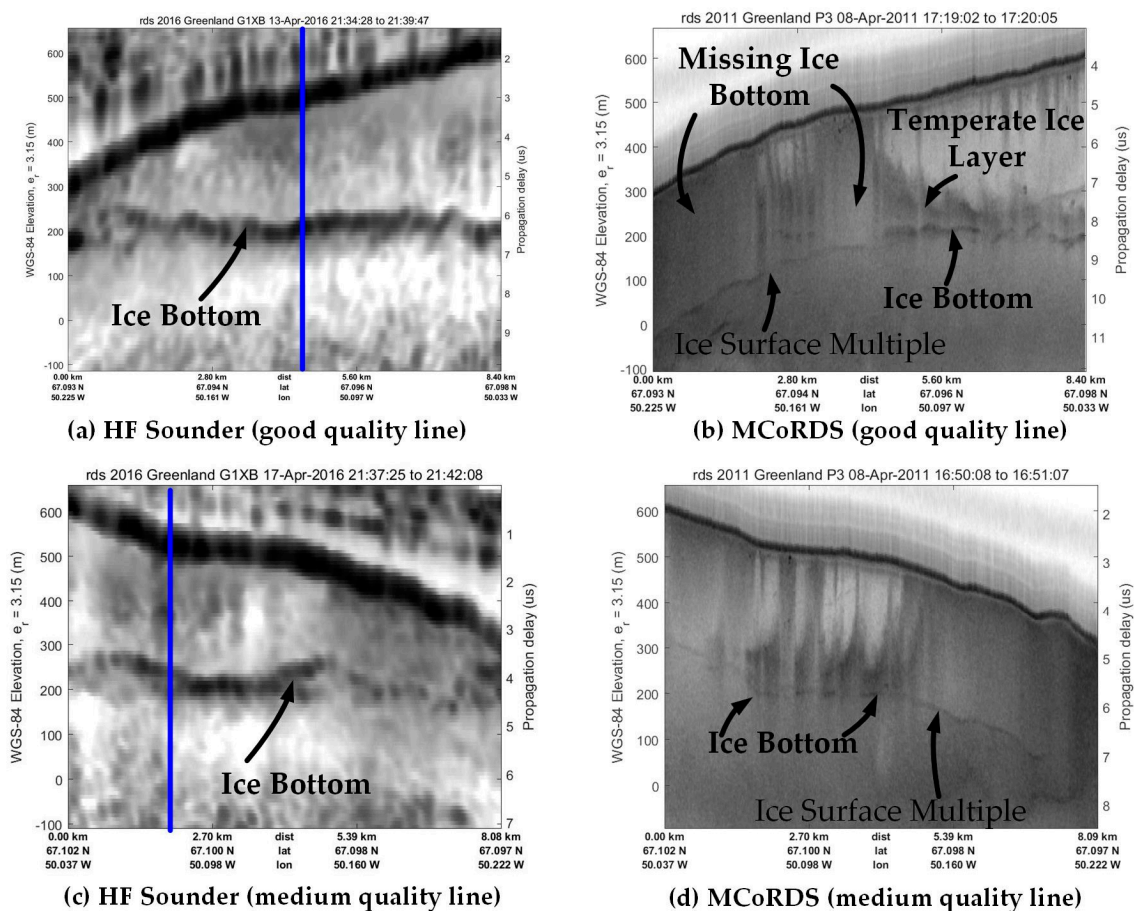 rds 2016 Greenland G1XB 13-Apr-2016 21:34:28 to 21:39:47
WGS-84 Elevation, e_r = 3.15 (m)
600
500
400
300
200
100
0
-100
2
3
4
5
6
7
8
9
Propagation delay (us)
Ice Bottom
0.00 km 2.80 km dist 5.60 km 8.40 km
67.093 N 67.094 N lat 67.096 N 67.098 N
50.225 W 50.161 W lon 50.097 W 50.033 W
(a) HF Sounder (good quality line)
rds 2011 Greenland P3 08-Apr-2011 17:19:02 to 17:20:05
WGS-84 Elevation, e_r = 3.15 (m)
600
500
400
300
200
100
0
-100
4
5
6
7
8
9
10
11
Propagation delay (us)
Missing Ice
Bottom
Temperate Ice
Layer
Ice Bottom
Ice Surface Multiple
0.00 km 2.80 km dist 5.60 km 8.40 km
67.093 N 67.094 N lat 67.096 N 67.098 N
50.225 W 50.161 W lon 50.097 W 50.033 W
(b) MCoRDS (good quality line)
rds 2016 Greenland G1XB 17-Apr-2016 21:37:25 to 21:42:08
WGS-84 Elevation, e_r = 3.15 (m)
600
500
400
300
200
100
0
-100
1
2
3
4
5
6
7
Propagation delay (us)
Ice Bottom
0.00 km 2.70 km dist 5.39 km 8.08 km
67.102 N 67.100 N lat 67.098 N 67.097 N
50.037 W 50.098 W lon 50.160 W 50.222 W
(c) HF Sounder (medium quality line)
rds 2011 Greenland P3 08-Apr-2011 16:50:08 to 16:51:07
WGS-84 Elevation, e_r = 3.15 (m)
600
500
400
300
200
100
0
-100
2
3
4
5
6
7
8
Propagation delay (us)
Ice Bottom
Ice Surface Multiple
0.00 km 2.70 km dist 5.39 km 8.09 km
67.102 N 67.100 N lat 67.098 N 67.097 N
50.037 W 50.098 W lon 50.160 W 50.222 W
(d) MCoRDS (medium quality line)